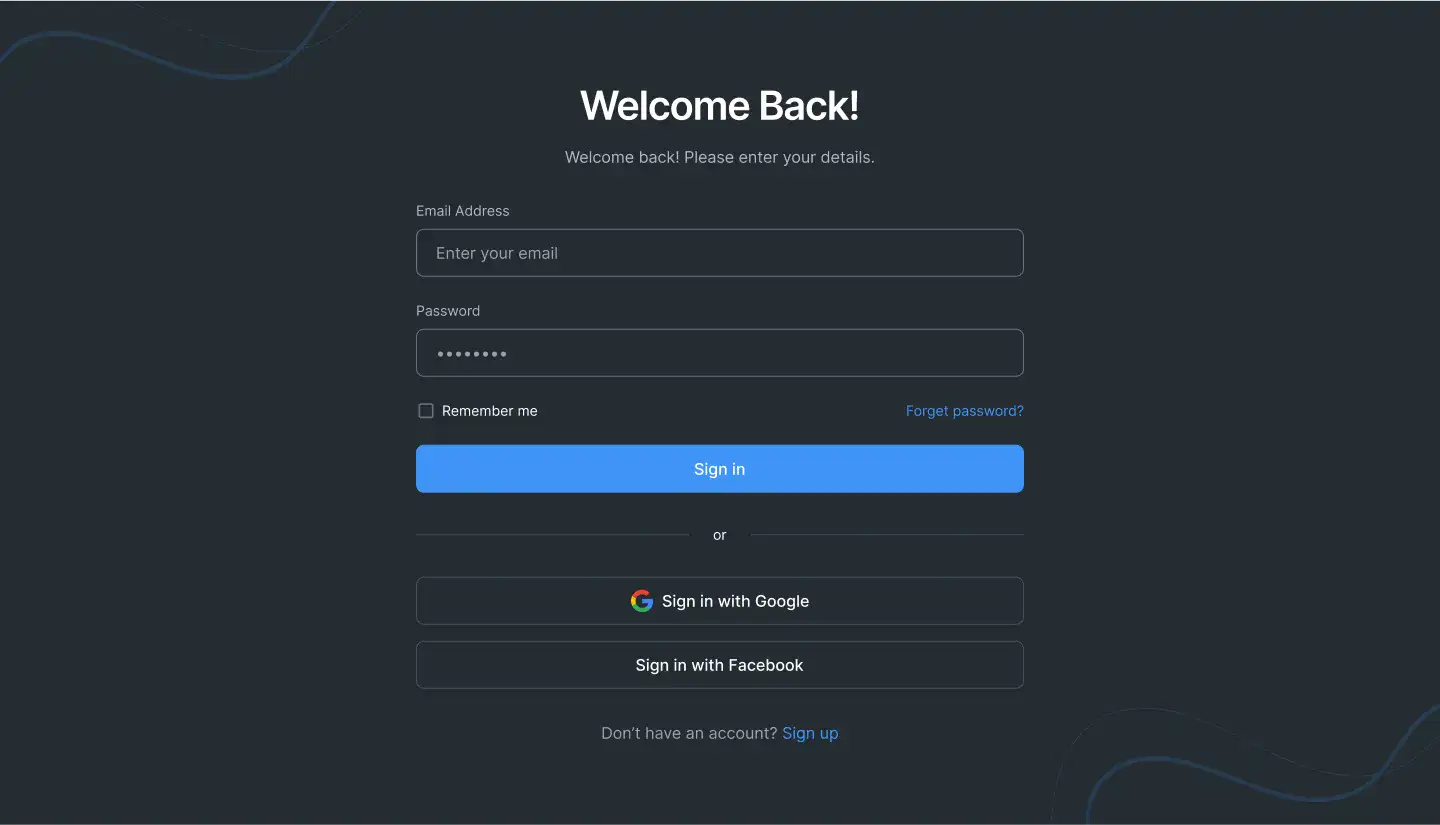 Welcome Back!
Welcome back! Please enter your details.
Email Address
Enter your email
Password
••••••••
Remember me
Forget password?
Sign in
or
Sign in with Google
Sign in with Facebook
Don’t have an account? Sign up